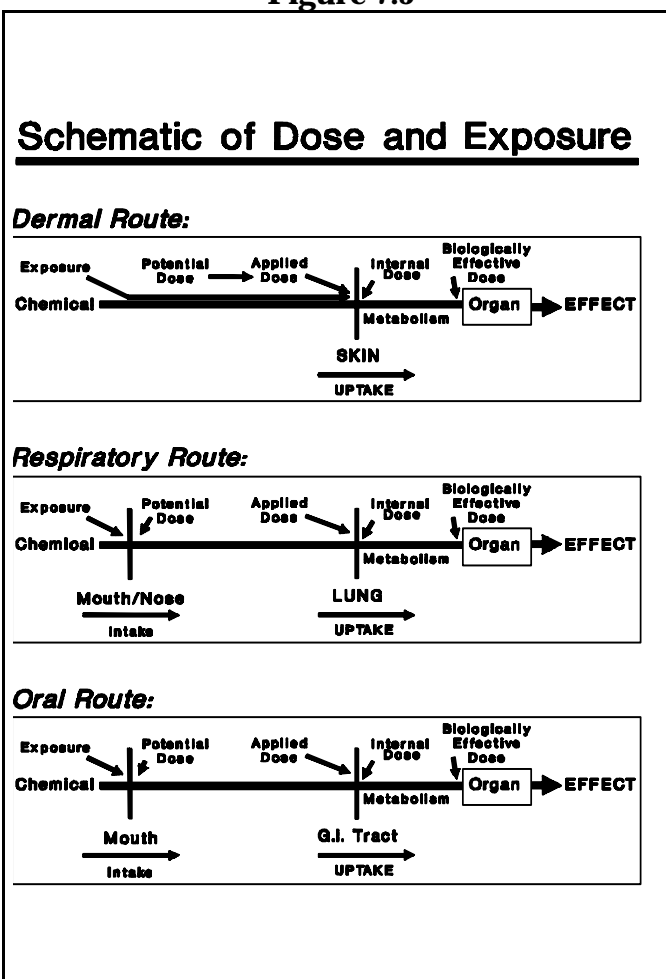 Schematic of Dose and Exposure
Dermal Route:
Exposure
Potential
Dose
Applied
Dose
Internal
Dose
Biologically
Effective
Dose
Chemical
Organ
EFFECT
Metabolism
SKIN
UPTAKE
Respiratory Route:
Exposure
Potential
Dose
Applied
Dose
Internal
Dose
Biologically
Effective
Dose
Chemical
Organ
EFFECT
Metabolism
Mouth/Nose
LUNG
Intake
UPTAKE
Oral Route:
Exposure
Potential
Dose
Applied
Dose
Internal
Dose
Biologically
Effective
Dose
Chemical
Organ
EFFECT
Metabolism
Mouth
G.I. Tract
Intake
UPTAKE